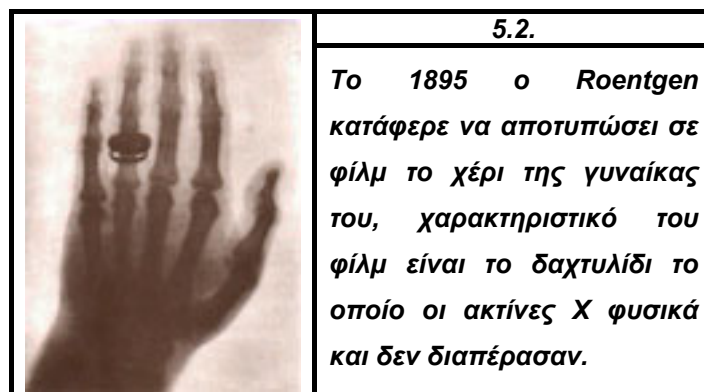 5.2.
Το 1895 ο Roentgen
κατάφερε να αποτυπώσει σε
φίλμ το χέρι της γυναίκας
του, χαρακτηριστικό του
φίλμ είναι το δαχτυλίδι το
οποίο οι ακτίνες Χ φυσικά
και δεν διαπέρασαν.